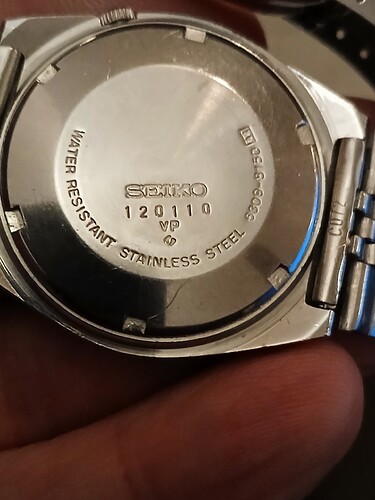 SEIKO
120110
VP
WATER RESISTANT STAINLESS STEEL